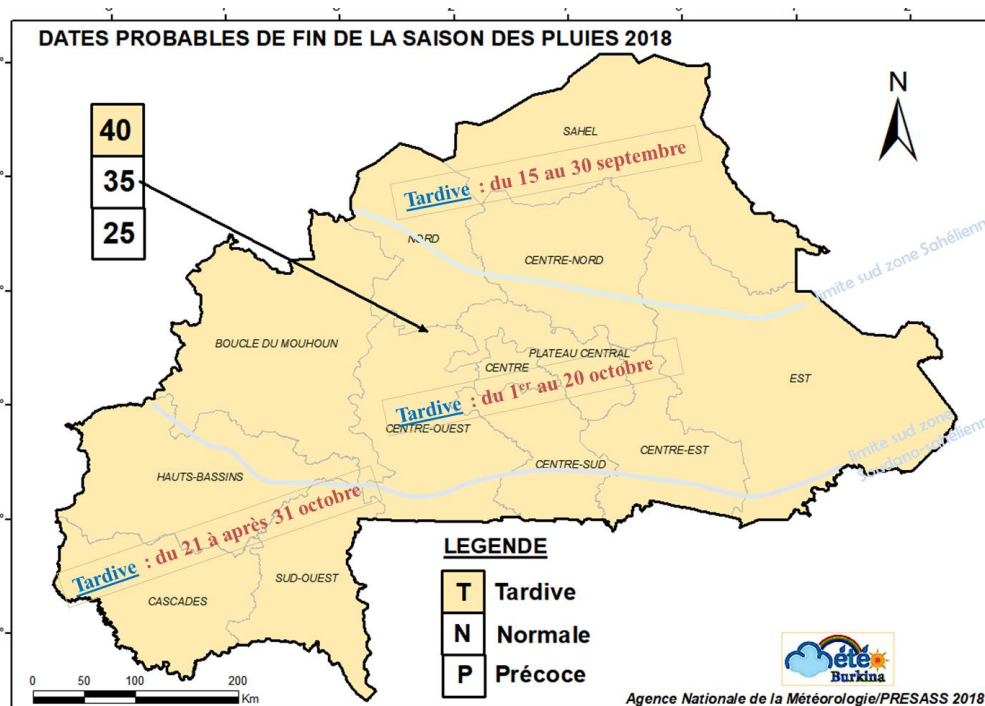 DATES PROBABLES DE FIN DE LA SAISON DES PLUIES 2018
N
40
35
25
SAHEL
Tardive : du 15 au 30 septembre
NORD
CENTRE-NORD
limite sud zone Sahélienne
BOUCLE DU MOUHOUN
PLATEAU CENTRAL
CENTRE
EST
Tardive : du 1er au 20 octobre
CENTRE-OUEST
limite sud zone
Soudano-sahélienne
CENTRE-EST
CENTRE-SUD
HAUTS-BASSINS
Tardive : du 21 à après 31 octobre
SUD-OUEST
CASCADES
LEGENDE
T Tardive
N Normale
P Précoce
0 50 100 200
Km
Météo
Burkina
Agence Nationale de la Météorologie/PRESASS 2018